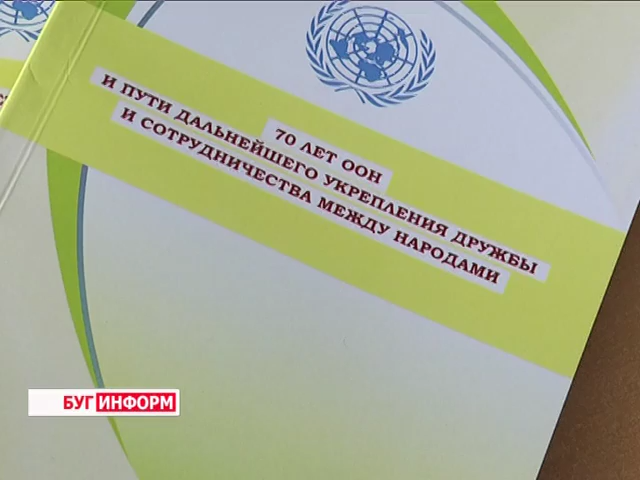 70 ЛЕТ ООН
И ПУТИ ДАЛЬНЕЙШЕГО УКРЕПЛЕНИЯ ДРУЖБЫ
И СОТРУДНИЧЕСТВА МЕЖДУ НАРОДАМИ
БУГИНФОРМ